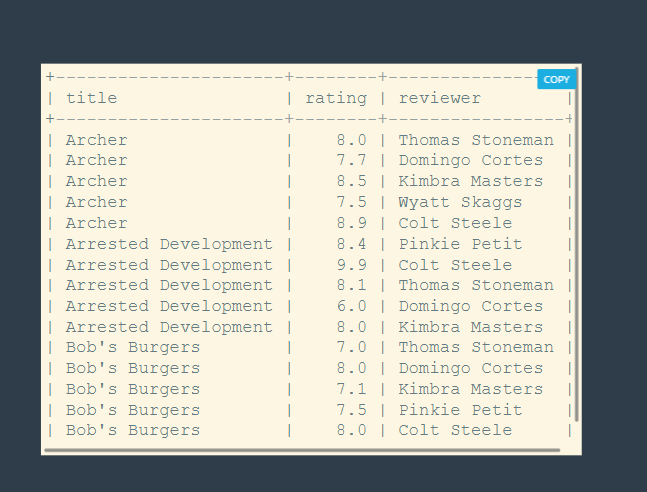 +----------------------+--------+-----------------
COPY
| title                | rating | reviewer        |
+----------------------+--------+-----------------+
| Archer               |    8.0 | Thomas Stoneman |
| Archer               |    7.7 | Domingo Cortes  |
| Archer               |    8.5 | Kimbra Masters  |
| Archer               |    7.5 | Wyatt Skaggs    |
| Archer               |    8.9 | Colt Steele     |
| Arrested Development |    8.4 | Pinkie Petit    |
| Arrested Development |    9.9 | Colt Steele     |
| Arrested Development |    8.1 | Thomas Stoneman |
| Arrested Development |    6.0 | Domingo Cortes  |
| Arrested Development |    8.0 | Kimbra Masters  |
| Bob's Burgers        |    7.0 | Thomas Stoneman |
| Bob's Burgers        |    8.0 | Domingo Cortes  |
| Bob's Burgers        |    7.1 | Kimbra Masters  |
| Bob's Burgers        |    7.5 | Pinkie Petit    |
| Bob's Burgers        |    8.0 | Colt Steele     |